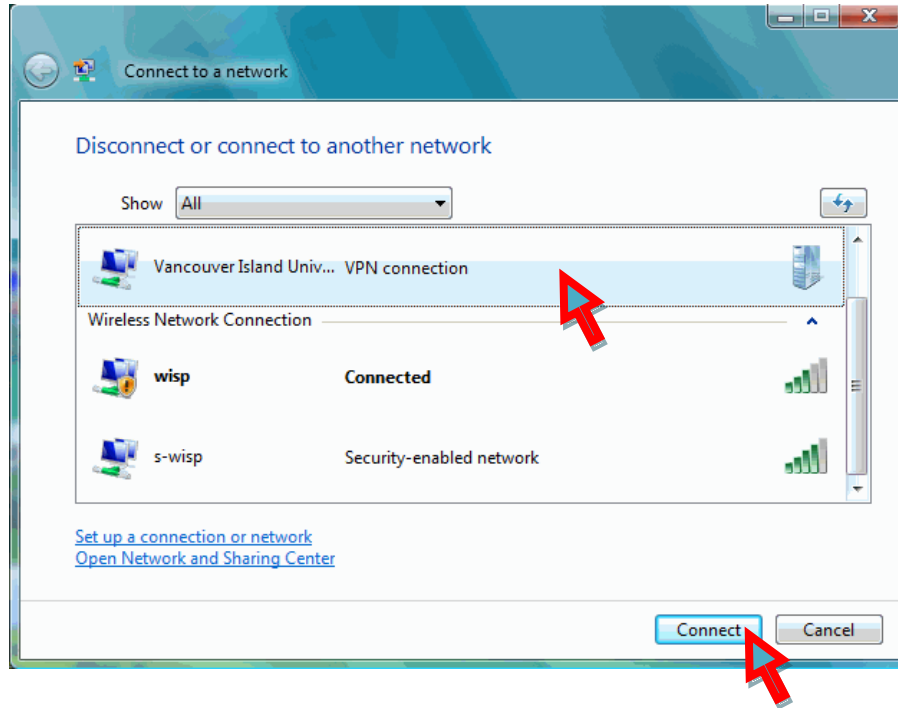 Connect to a network
Disconnect or connect to another network
Show All
Vancouver Island Univ... VPN connection
Wireless Network Connection
wisp Connected
s-wisp Security-enabled network
Set up a connection or network
Open Network and Sharing Center
Connect Cancel